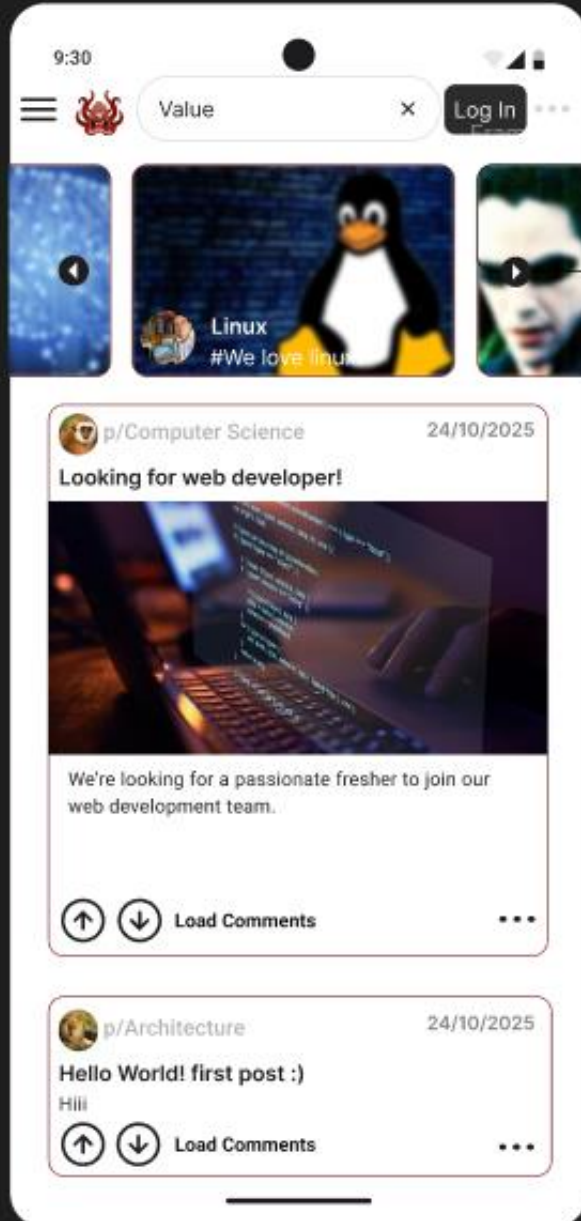 9:30
Value
Log In
Linux
#We love linux
p/Computer Science
24/10/2025
Looking for web developer!
We're looking for a passionate fresher to join our
web development team.
Load Comments
p/Architecture
24/10/2025
Hello World! first post :)
Hiii
Load Comments